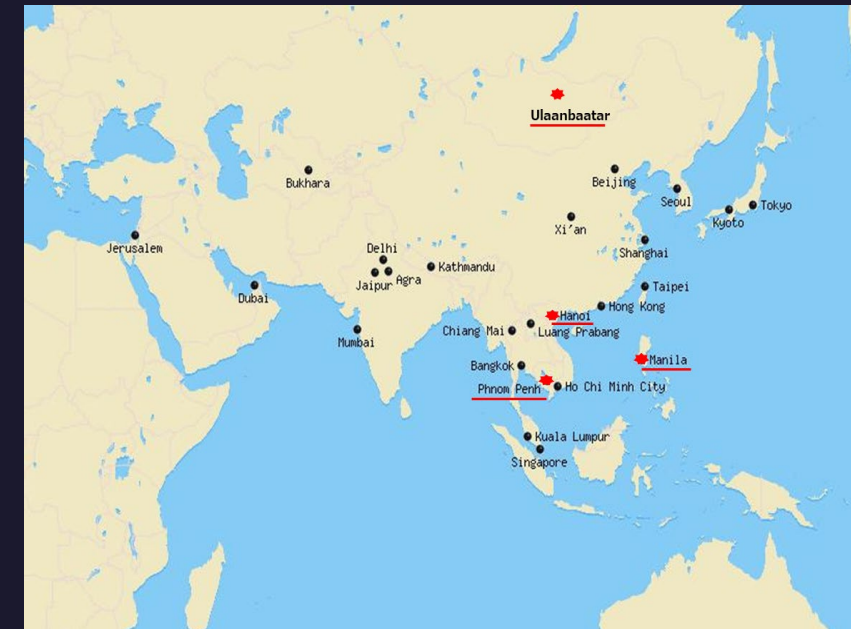 Ulaanbaatar
Bukhara
Beijing
Seoul
Tokyo
Kyoto
Xi'an
Jerusalem
Shanghai
Delhi
Kathmandu
Agra
Jaipur
Dubai
Taipei
Hong Kong
Hanoi
Mumbai
Chiang Mai
Luang Prabang
Manila
Bangkok
Phnom Penh
Ho Chi Minh City
Kuala Lumpur
Singapore